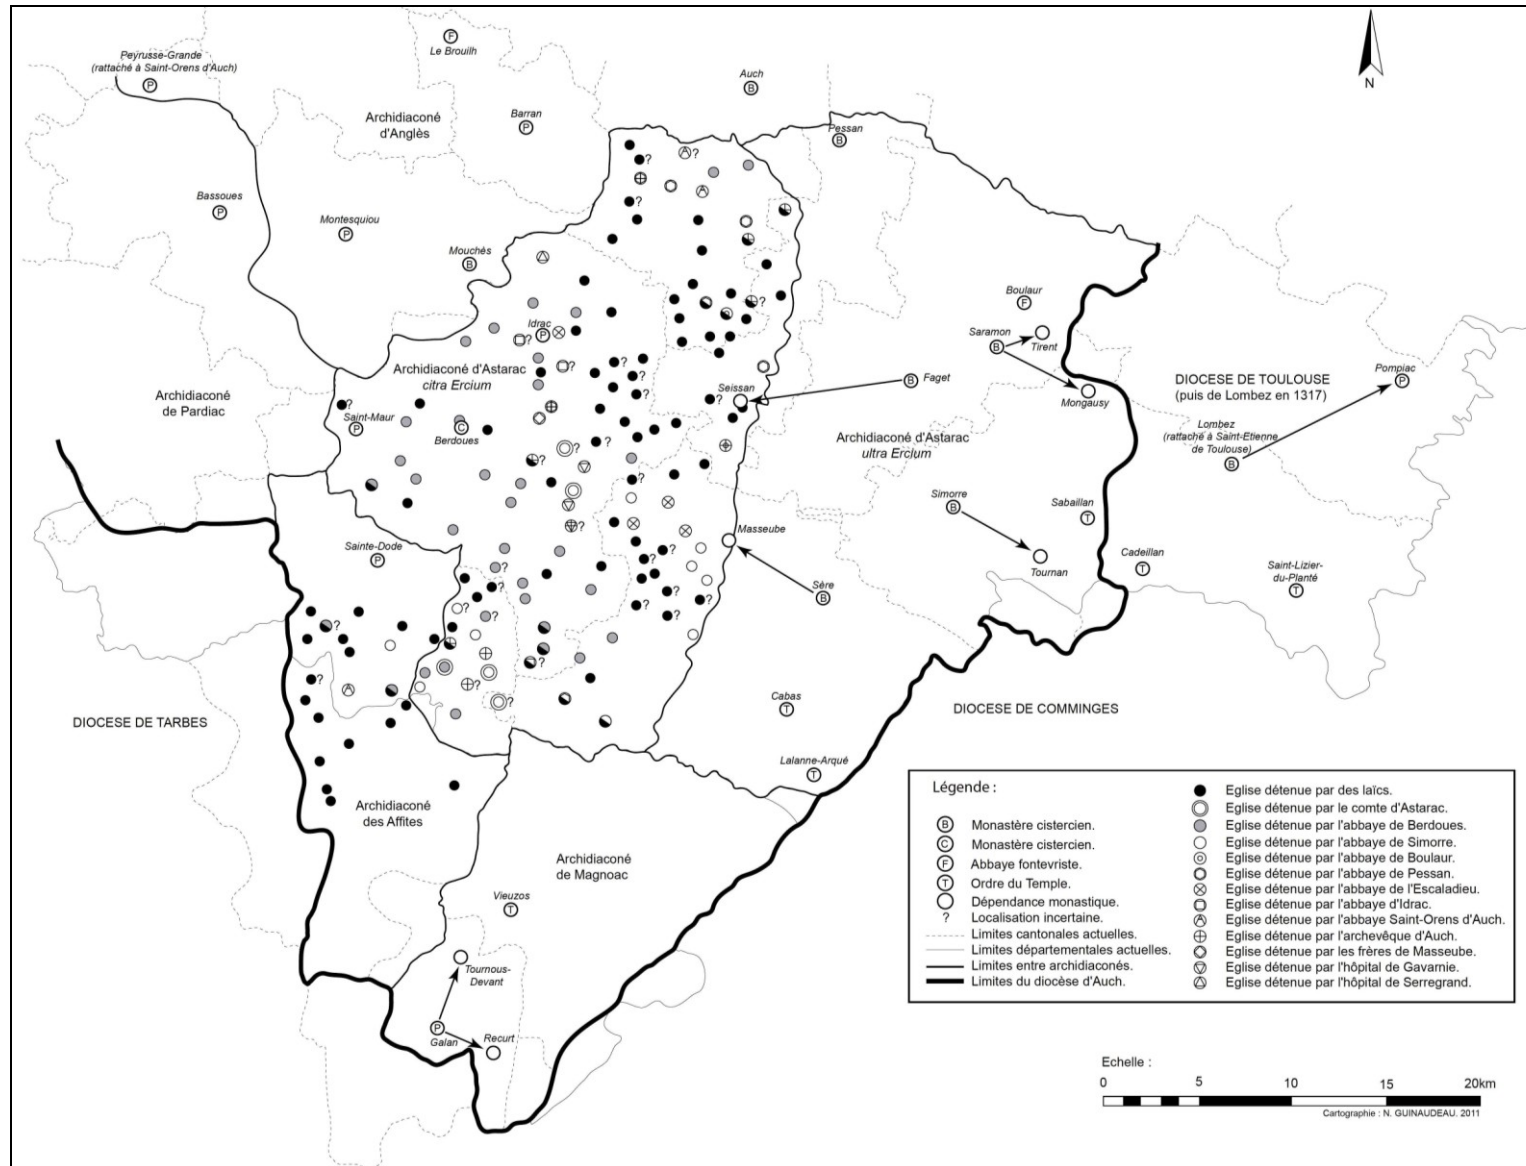 Peyrusse-Grande
(rattaché à Saint-Orens d'Auch)
P
F
Le Brouilh
Auch
B
N
Archidiaconé
d'Anglès
Barran
P
Pessan
B
Bassoues
P
Montesquiou
P
Mouchès
B
Boulaur
F
Saramon
B
Tirent
Idrac
P
Archidiaconé d'Astarac
citra Ercium
Archidiaconé
de Pardiac
Saint-Maur
P
Berdoues
C
Seissan
B
Faget
Mongausy
DIOCESE DE TOULOUSE
(puis de Lombez en 1317)
Pompiac
P
Lombez
(rattaché à Saint-Etienne
de Toulouse)
B
Archidiaconé d'Astarac
ultra Ercium
Simorre
B
Sabaillan
T
Masseube
Tournan
Cadeillan
T
Saint-Lizier-
du-Planté
T
Sainte-Dode
P
Sère
B
DIOCESE DE TARBES
Cabas
T
DIOCESE DE COMMINGES
Lalanne-Arqué
T
Archidiaconé
des Affites
Archidiaconé
de Magnoac
Vieuzos
T
Tournous-
Devant
P
Galan
Recurt
Légende :
B Monastère cistercien.
C Monastère cistercien.
F Abbaye fontevriste.
T Ordre du Temple.
Dépendance monastique.
? Localisation incertaine.
Limites cantonales actuelles.
Limites départementales actuelles.
Limites entre archidiaconés.
Limites du diocèse d'Auch.
Eglise détenue par des laïcs.
Eglise détenue par le comte d'Astarac.
Eglise détenue par l'abbaye de Berdoues.
Eglise détenue par l'abbaye de Simorre.
Eglise détenue par l'abbaye de Boulaur.
Eglise détenue par l'abbaye de Pessan.
Eglise détenue par l'abbaye de l'Escaladieu.
Eglise détenue par l'abbaye d'Idrac.
Eglise détenue par l'abbaye Saint-Orens d'Auch.
Eglise détenue par l'archevêque d'Auch.
Eglise détenue par les frères de Masseube.
Eglise détenue par l'hôpital de Gavarnie.
Eglise détenue par l'hôpital de Serregrand.
Echelle :
0 5 10 15 20km
Cartographie : N. GUINAUDEAU. 2011